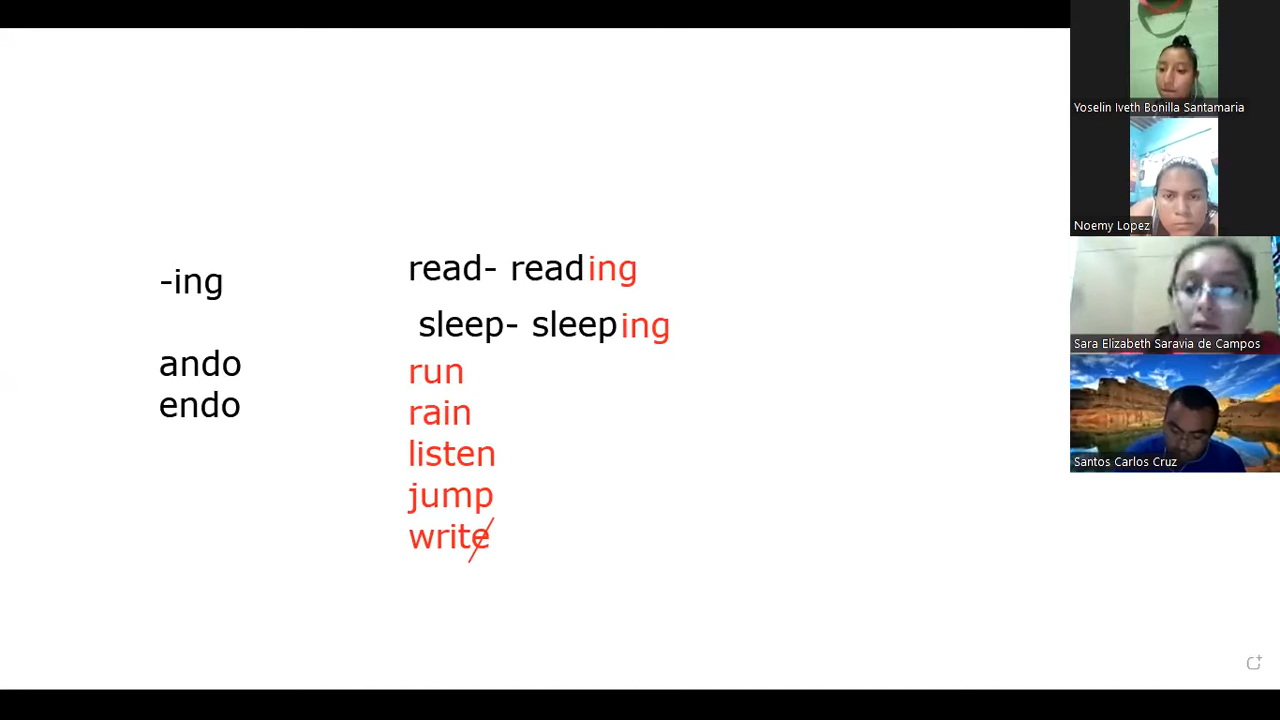 -ing
ando
endo
read- reading
sleep- sleeping
run
rain
listen
jump
write
Yoselin Iveth Bonilla Santamaria
Noemy Lopez
Sara Elizabeth Saravia de Campos
Santos Carlos Cruz